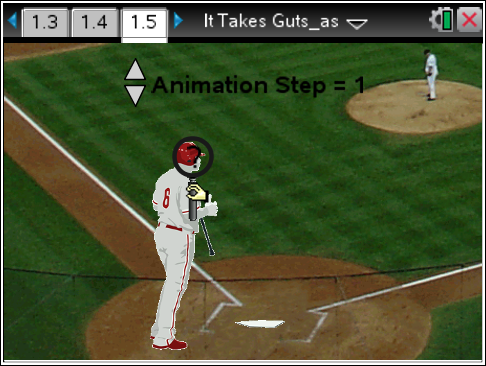 1.3 1.4 1.5 It Takes Guts_as
Animation Step = 1
6